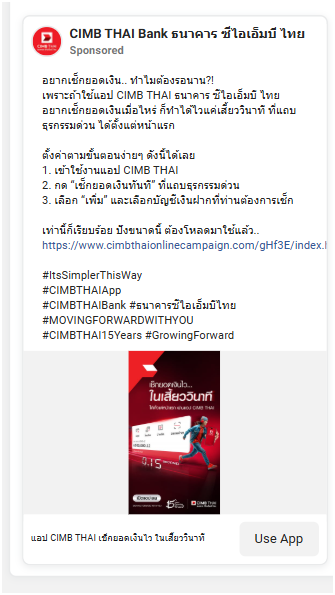 CIMB THAI Bank ธนาคาร ซีไอเอ็มบี ไทย
Sponsored
อยากเช็กยอดเงิน.. ทำไมต้องรอนาน?!
เพราะถ้าใช้แอป CIMB THAI ธนาคาร ซีไอเอ็มบี ไทย
อยากเช็กยอดเงินเมื่อไหร่ ก็ทำได้ไวแค่เสี้ยววินาที ที่แถบ
ธุรกรรมด่วน ได้ตั้งแต่หน้าแรก
ตั้งค่าตามขั้นตอนง่ายๆ ดังนี้ได้เลย
1. เข้าใช้งานแอป CIMB THAI
2. กด “เช็กยอดเงินทันที” ที่แถบธุรกรรมด่วน
3. เลือก “เพิ่ม” และเลือกบัญชีเงินฝากที่ท่านต้องการเช็ก
เท่านี้ก็เรียบร้อย ปังขนาดนี้ ต้องโหลดมาใช้แล้ว..
https://www.cimbthaionlinecampaign.com/gHf3E/index.h
#ItsSimplerThisWay
#CIMBTHAIApp
#CIMBTHAIBank #ธนาคารซีไอเอ็มบีไทย
#MOVINGFORWARDWITHYOU
#CIMBTHAI15Years #GrowingForward
เช็กยอดเงินไว...
ในเสี้ยววินาที
0.15
CIMB THAI
แอป CIMB THAI เช็กยอดเงินไว ในเสี้ยววินาที
Use App